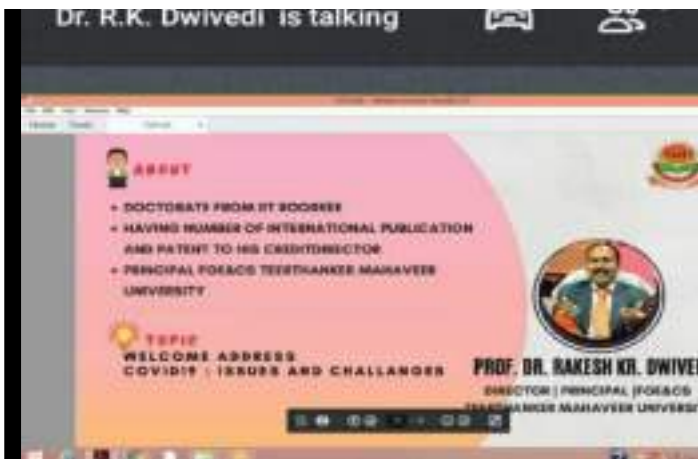 Dr. R.K. Dwivedi is talking
ABOUT
• DOCTORATE FROM IIT ROORKEE
• HAVING NUMBER OF INTERNATIONAL PUBLICATION
AND PATENT TO HIS CREDITDIRECTOR
• PRINCIPAL FOE&CS TEERTHANKER MAHAVEER
UNIVERSITY
TOPIC
WELCOME ADDRESS
COVID19 : ISSUES AND CHALLANGES
PROF. DR. RAKESH KR. DWIVE
DIRECTOR | PRINCIPAL |FOE&CS
TEERTHANKER MAHAVEER UNIVERSI